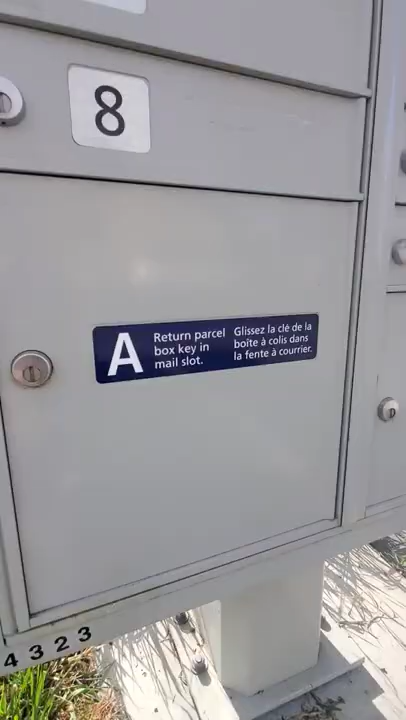 8
A
Return parcel
box key in
mail slot.
Glissez la clé de la
boîte à colis dans
la fente à courrier.
4323